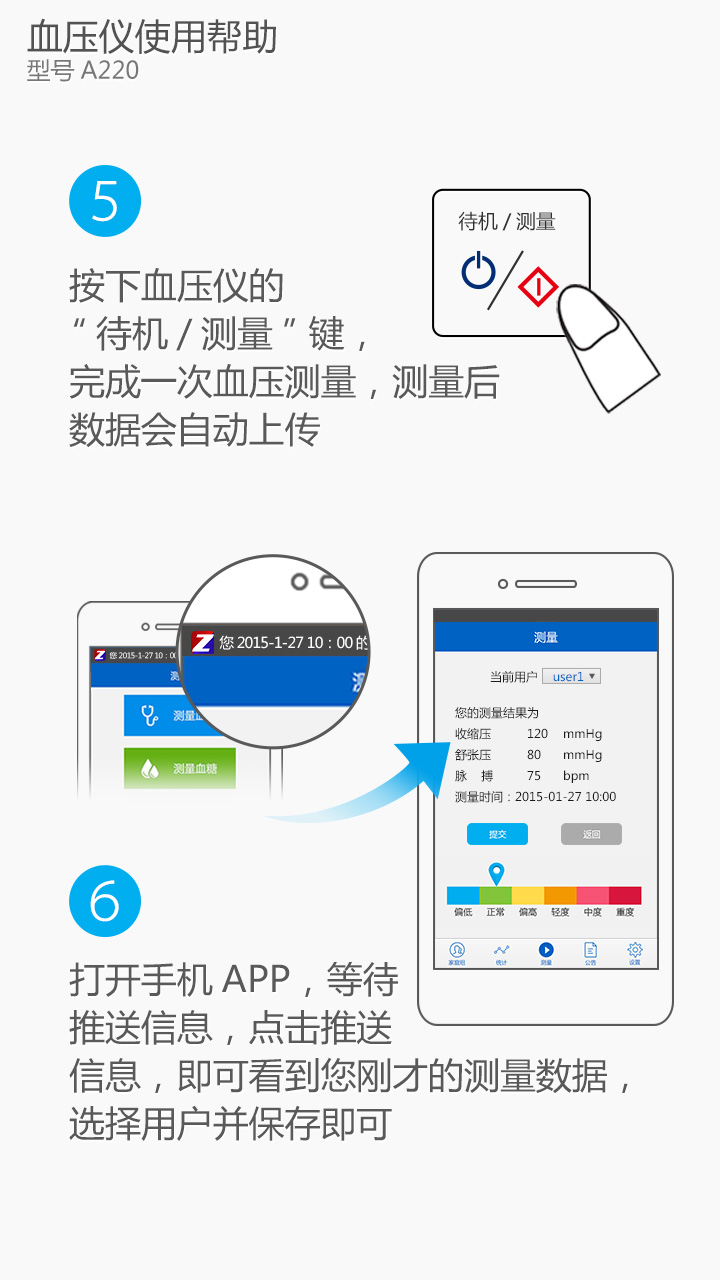 血压仪使用帮助
型号 A220
5
待机 / 测量
按下血压仪的
“ 待机 / 测量 ” 键，
完成一次血压测量，测量后
数据会自动上传
Z 您 2015-1-27 10：00 的
Z 您 2015-1-27 10：0
测
测量血
测量血糖
测量
当前用户 user1
您的测量结果为
收缩压 120 mmHg
舒张压 80 mmHg
脉 搏 75 bpm
测量时间：2015-01-27 10:00
提交 返回
偏低 正常 偏高 轻度 中度 重度
家庭组 统计 测量 公告 设置
6
打开手机 APP，等待
推送信息，点击推送
信息，即可看到您刚才的测量数据，
选择用户并保存即可